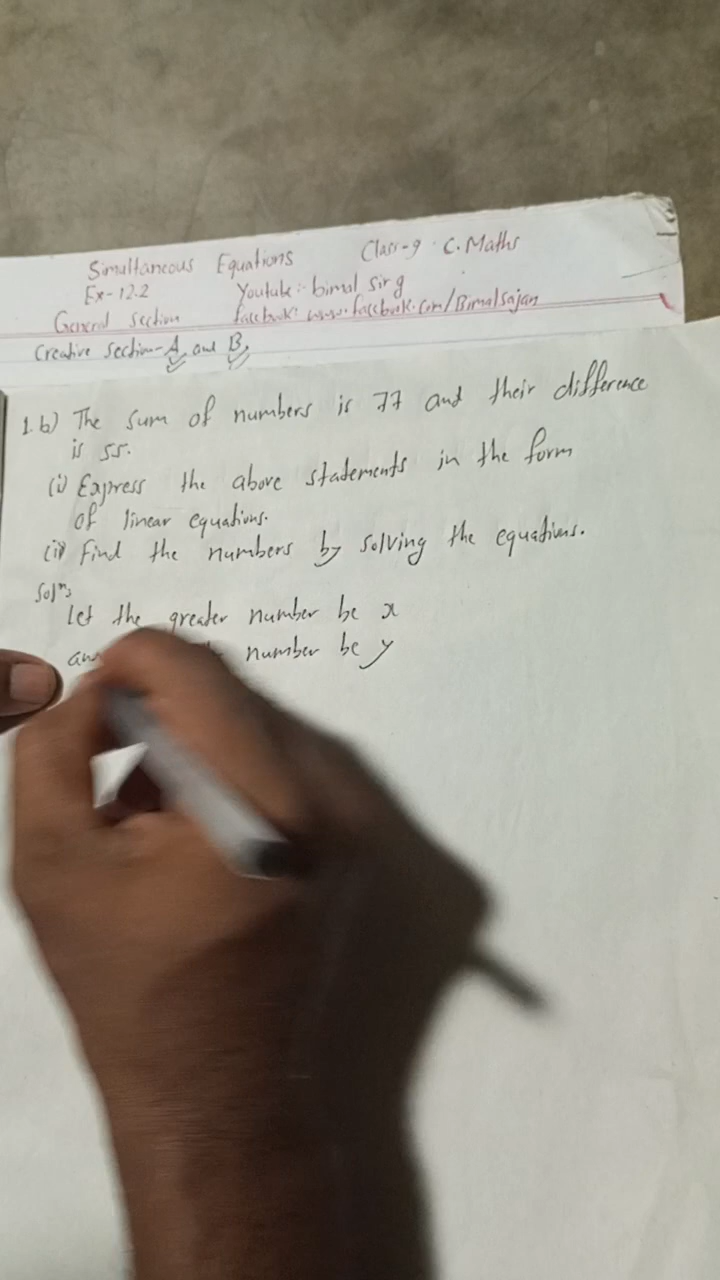 Simultaneous Equations Class-9 C.Maths
Ex-12.2 Youtube:- bimal sir g
General section facebook: www.facebook.com/Bimalsajan
Creative section-A and B,
1.b) The sum of numbers is 77 and their difference
is 55.
(i) Express the above statements in the form
of linear equations.
(ii) Find the numbers by solving the equations.
Solⁿ,
Let the greater number be x
number be y